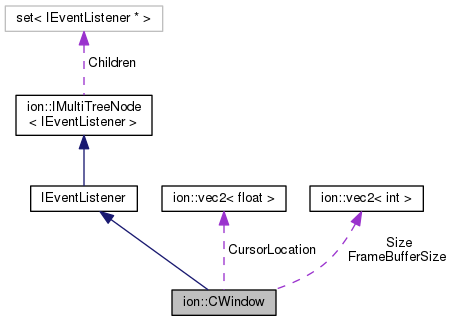 set< IEventListener * >
Children
ion::IMultiTreeNode
< IEventListener >
IEventListener
ion::vec2< float >
ion::vec2< int >
CursorLocation
Size
FrameBufferSize
ion::CWindow